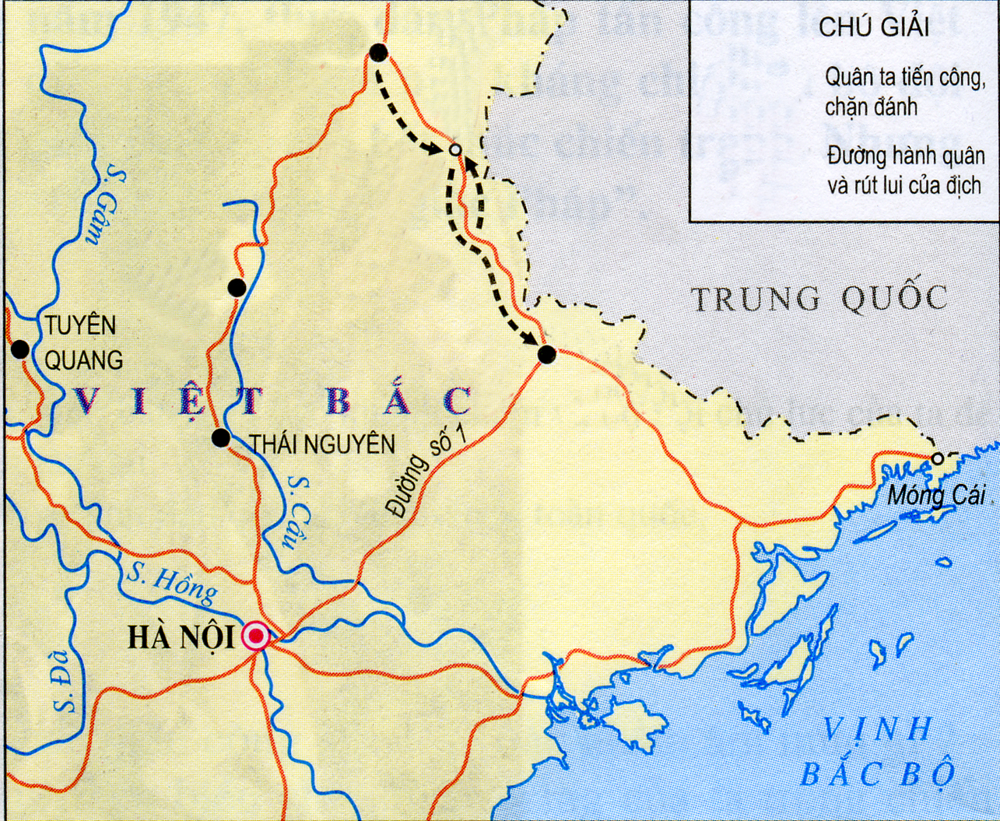 CHÚ GIẢI
Quân ta tiến công,
chặn đánh
Đường hành quân
và rút lui của địch
S. Gâm
TRUNG QUỐC
TUYÊN
QUANG
VIỆT BẮC
THÁI NGUYÊN
Đường số 1
S. Cầu
Móng Cái
S. Hồng
HÀ NỘI
S. Đà
VỊNH
BẮC BỘ